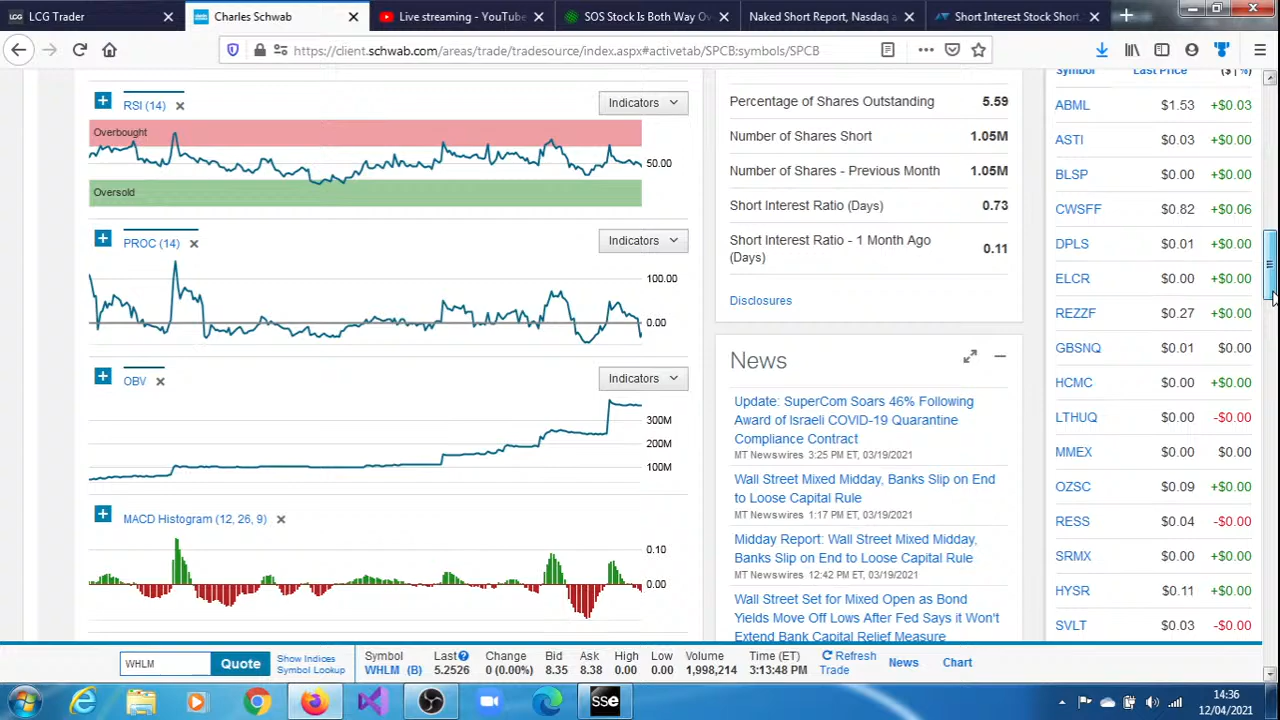 LCG Trader
Charles Schwab
Live streaming - YouTube
SOS Stock Is Both Way Ov
Naked Short Report, Nasdaq a
Short Interest Stock Short
https://client.schwab.com/areas/trade/tradesource/index.aspx#activetab/SPCB:symbols/SPCB
RSI (14)
Indicators
Overbought
50.00
Oversold
PROC (14)
Indicators
100.00
0.00
OBV
Indicators
300M
200M
100M
MACD Histogram (12, 26, 9)
0.10
0.00
Percentage of Shares Outstanding 5.59
Number of Shares Short 1.05M
Number of Shares - Previous Month 1.05M
Short Interest Ratio (Days) 0.73
Short Interest Ratio - 1 Month Ago
(Days) 0.11
Disclosures
News
Update: SuperCom Soars 46% Following
Award of Israeli COVID-19 Quarantine
Compliance Contract
MT Newswires 3:25 PM ET, 03/19/2021
Wall Street Mixed Midday, Banks Slip on End
to Loose Capital Rule
MT Newswires 1:17 PM ET, 03/19/2021
Midday Report: Wall Street Mixed Midday,
Banks Slip on End to Loose Capital Rule
MT Newswires 12:42 PM ET, 03/19/2021
Wall Street Set for Mixed Open as Bond
Yields Move Off Lows After Fed Says it Won't
Extend Bank Capital Relief Measure
Symbol Last Price ($ | %)
ABML $1.53 +$0.03
ASTI $0.03 +$0.00
BLSP $0.00 +$0.00
CWSFF $0.82 +$0.06
DPLS $0.01 +$0.00
ELCR $0.00 +$0.00
REZZF $0.27 +$0.00
GBSNQ $0.01 $0.00
HCMC $0.00 +$0.00
LTHUQ $0.00 -$0.00
MMEX $0.00 $0.00
OZSC $0.09 +$0.00
RESS $0.04 -$0.00
SRMX $0.00 +$0.00
HYSR $0.11 +$0.00
SVLT $0.03 -$0.00
WHLM
Quote
Show Indices
Symbol Lookup
Symbol Last Change Bid Ask High Low Volume Time (ET)
WHLM (B) 5.2526 0 (0.00%) 8.35 8.38 0.00 0.00 1,998,214 3:13:48 PM
Refresh
Trade
News
Chart
sse
14:36
12/04/2021